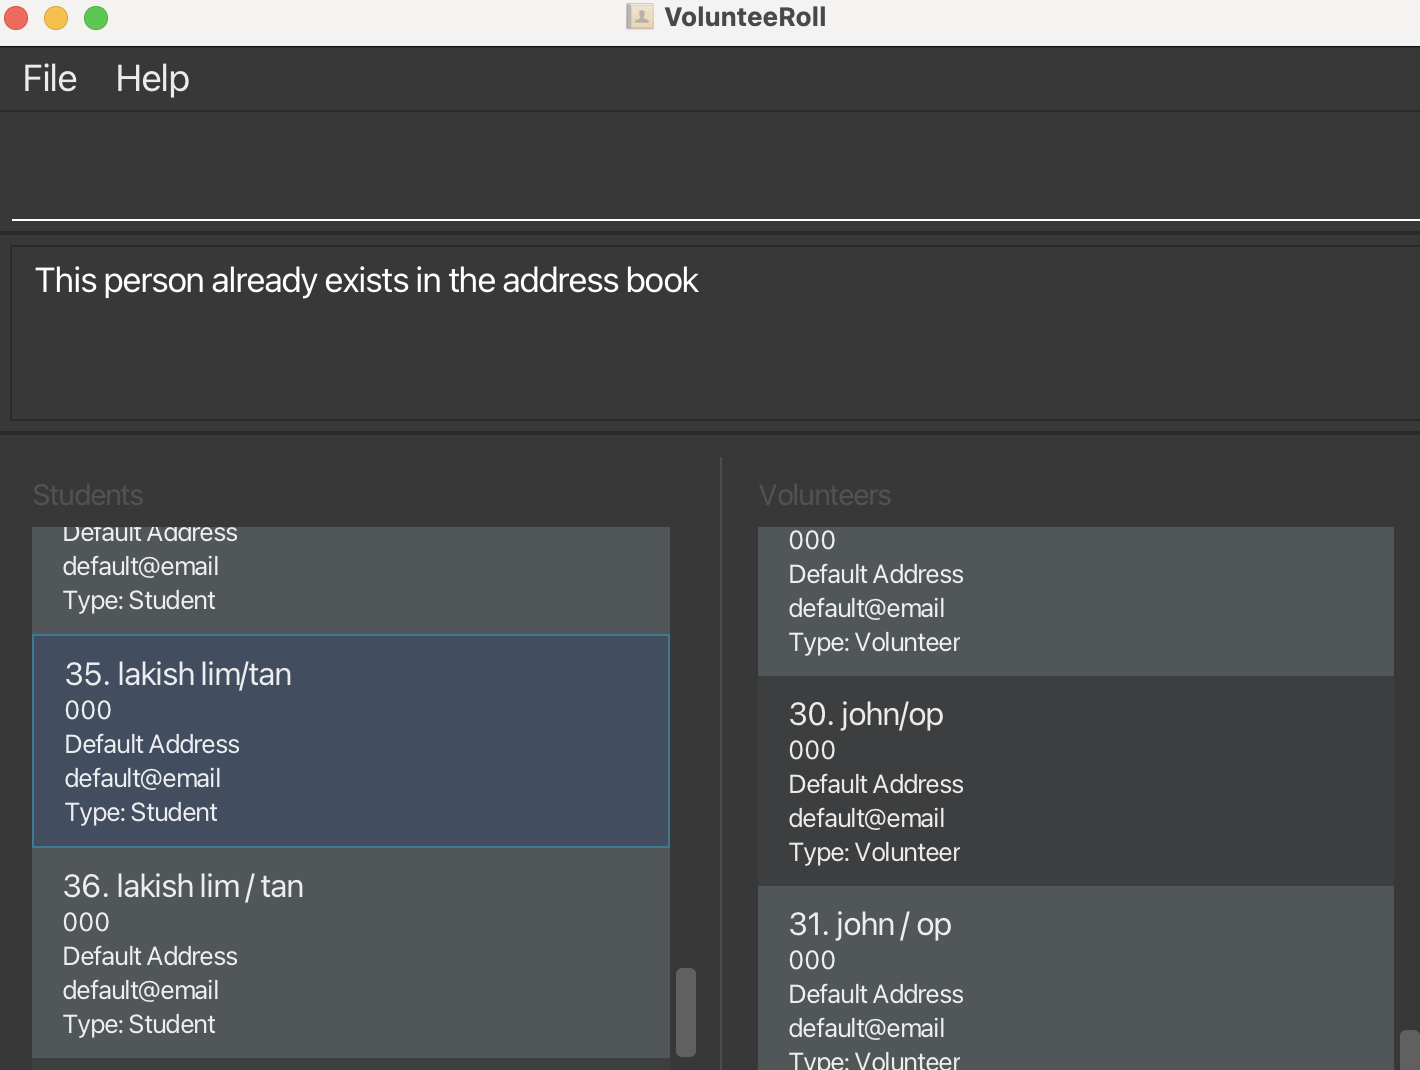 VolunteeRoll
File Help
This person already exists in the address book
Students
Default Address
default@email
Type: Student
35. lakish lim/tan
000
Default Address
default@email
Type: Student
36. lakish lim / tan
000
Default Address
default@email
Type: Student
Volunteers
000
Default Address
default@email
Type: Volunteer
30. john/op
000
Default Address
default@email
Type: Volunteer
31. john / op
000
Default Address
default@email
Type: Volunteer